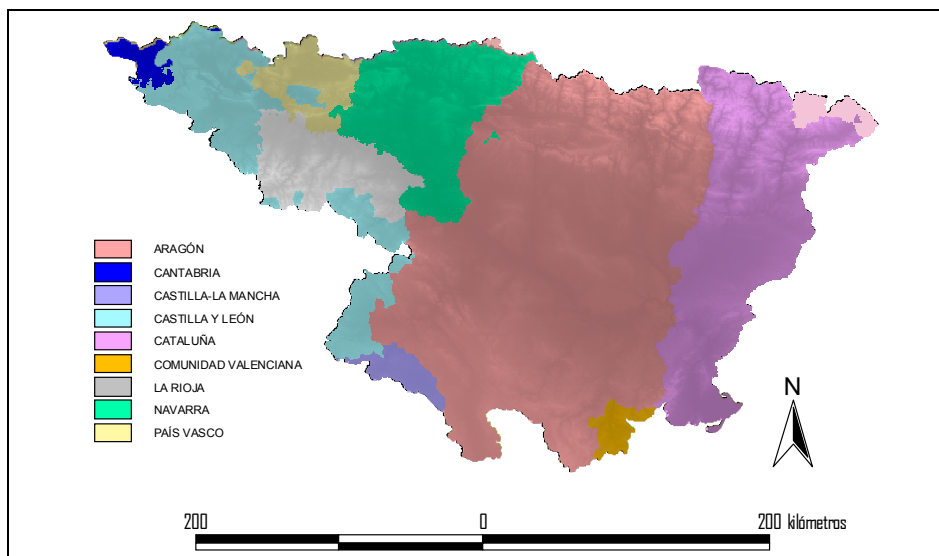 ARAGÓN
CANTABRIA
CASTILLA-LA MANCHA
CASTILLA Y LEÓN
CATALUÑA
COMUNIDAD VALENCIANA
LA RIOJA
NAVARRA
PAÍS VASCO
N
200 0 200 kilómetros